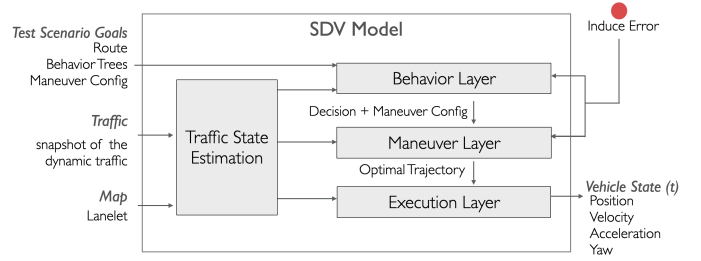 SDV Model
Induce Error
Test Scenario Goals
Route
Behavior Trees
Maneuver Config
Traffic
snapshot of the
dynamic traffic
Map
Lanelet
Traffic State
Estimation
Behavior Layer
Decision + Maneuver Config
Maneuver Layer
Optimal Trajectory
Execution Layer
Vehicle State (t)
Position
Velocity
Acceleration
Yaw